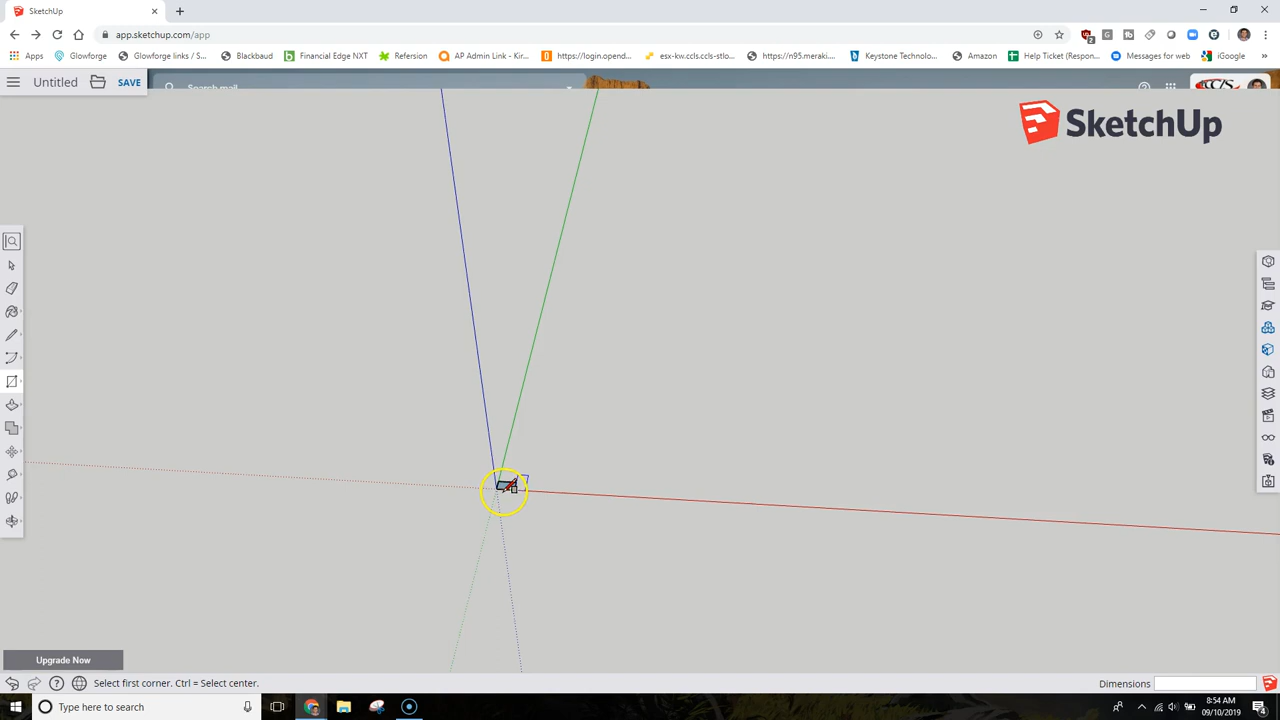 SketchUp
app.sketchup.com/app
Apps Glowforge Glowforge links / S... Blackbaud Financial Edge NXT Refersion AP Admin Link - Kir... https://login.opend... esx-kw.ccls-stlo... https://n95.meraki... Keystone Technolo... Amazon Help Ticket (Respon... Messages for web iGoogle
Untitled SAVE Search mail
SketchUp
Upgrade Now
Select first corner. Ctrl = Select center. Dimensions
Type here to search
8:54 AM
09/10/2019